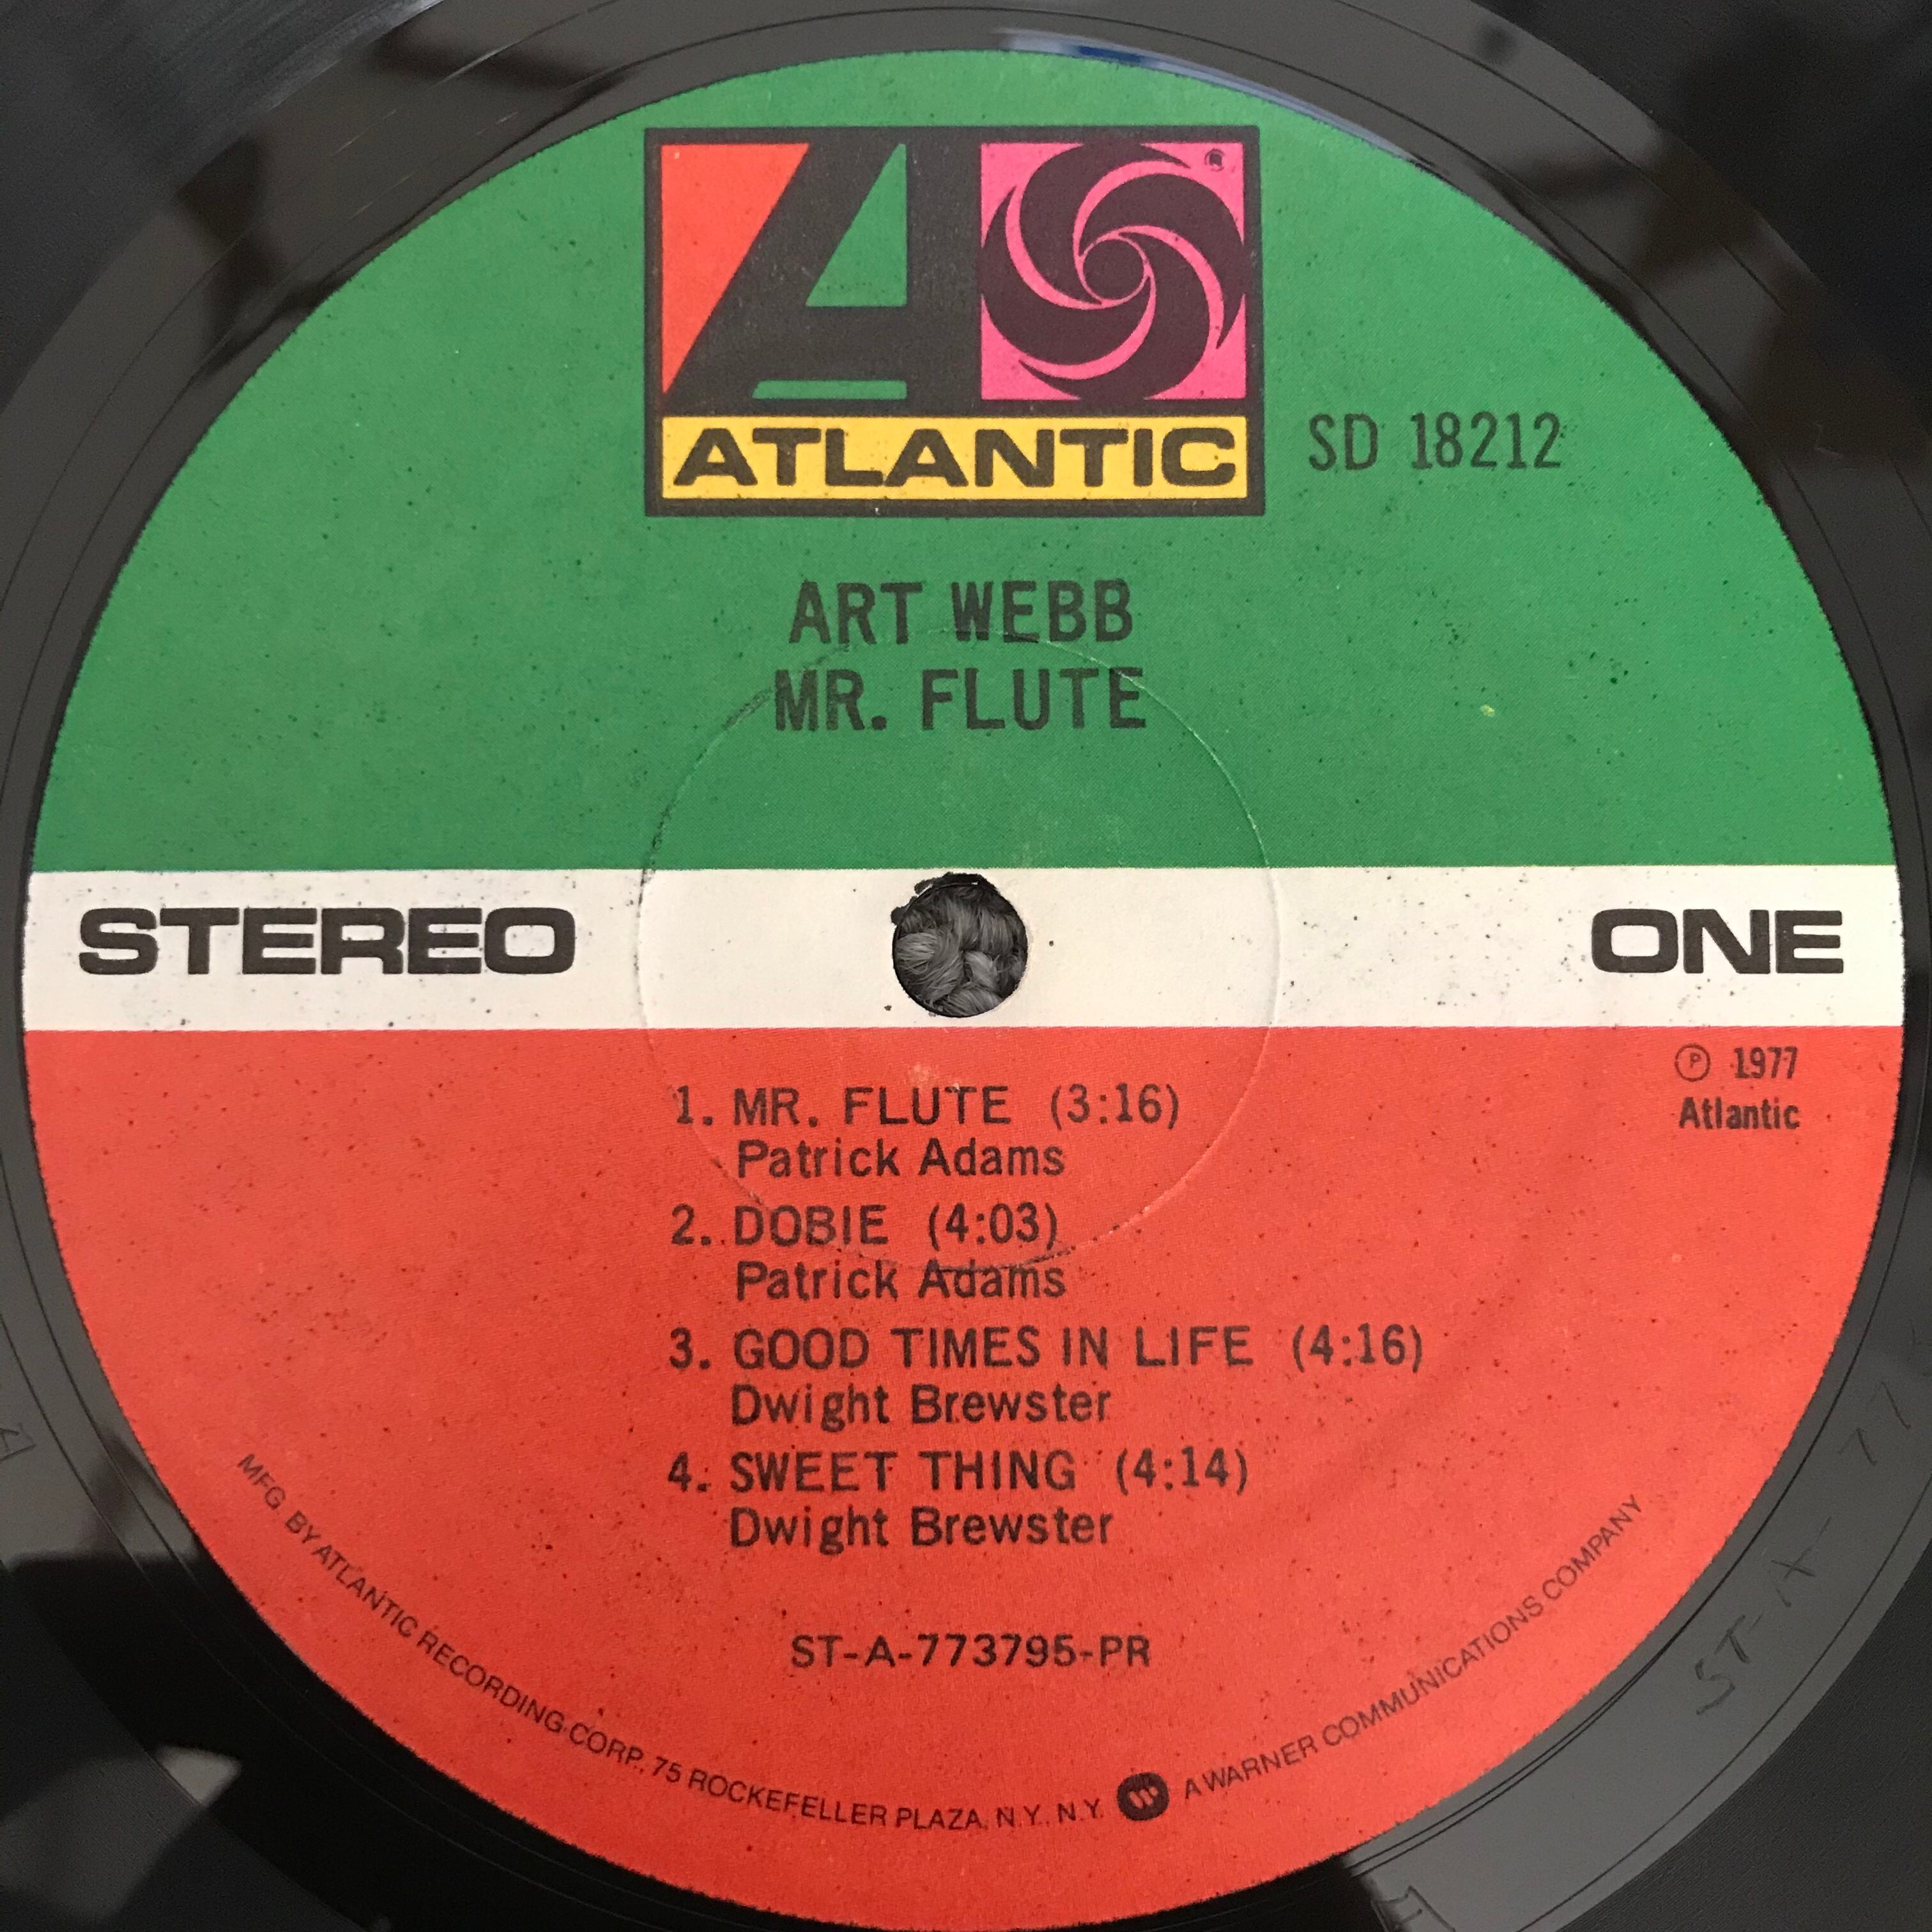 ATLANTIC
SD 18212
ART WEBB
MR. FLUTE
STEREO
ONE
℗ 1977
Atlantic
1. MR. FLUTE (3:16)
Patrick Adams
2. DOBIE (4:03)
Patrick Adams
3. GOOD TIMES IN LIFE (4:16)
Dwight Brewster
4. SWEET THING (4:14)
Dwight Brewster
ST-A-773795-PR
MFG. BY ATLANTIC RECORDING CORP., 75 ROCKEFELLER PLAZA, N.Y., N.Y. A WARNER COMMUNICATIONS COMPANY